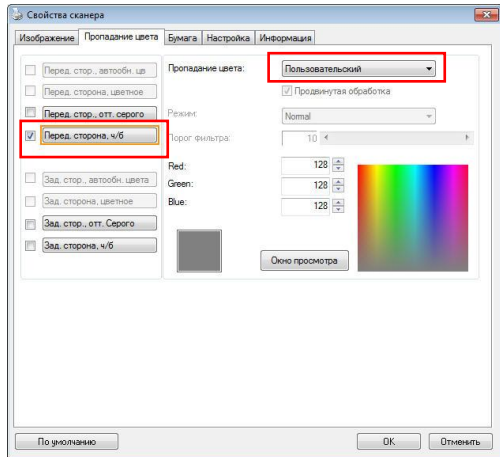 Свойства сканера
Изображение Пропадание цвета Бумага Настройка Информация
Перед. стор., автообн. цв
Перед. сторона, цветное
Перед. стор., отт. серого
Перед. сторона, ч/б
Зад. стор., автообн. цвета
Зад. сторона, цветное
Зад. стор., отт. Серого
Зад. сторона, ч/б
Пропадание цвета: Пользовательский
Продвинутая обработка
Режим: Normal
Порог фильтра: 10
Red: 128
Green: 128
Blue: 128
Окно просмотра
По умолчанию OK Отменить